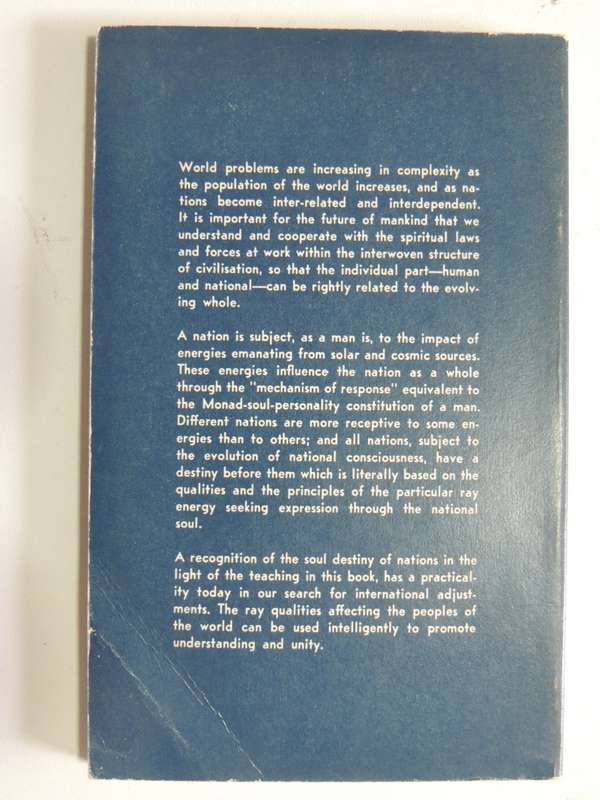 World problems are increasing in complexity as
the population of the world increases, and as na-
tions become inter-related and interdependent.
It is important for the future of mankind that we
understand and cooperate with the spiritual laws
and forces at work within the interwoven structure
of civilisation, so that the individual part—human
and national—can be rightly related to the evolv-
ing whole.
A nation is subject, as a man is, to the impact of
energies emanating from solar and cosmic sources.
These energies influence the nation as a whole
through the "mechanism of response" equivalent to
the Monad-soul-personality constitution of a man.
Different nations are more receptive to some en-
ergies than to others; and all nations, subject to
the evolution of national consciousness, have a
destiny before them which is literally based on the
qualities and the principles of the particular ray
energy seeking expression through the national
soul.
A recognition of the soul destiny of nations in the
light of the teaching in this book, has a practical-
ity today in our search for international adjust-
ments. The ray qualities affecting the peoples of
the world can be used intelligently to promote
understanding and unity.